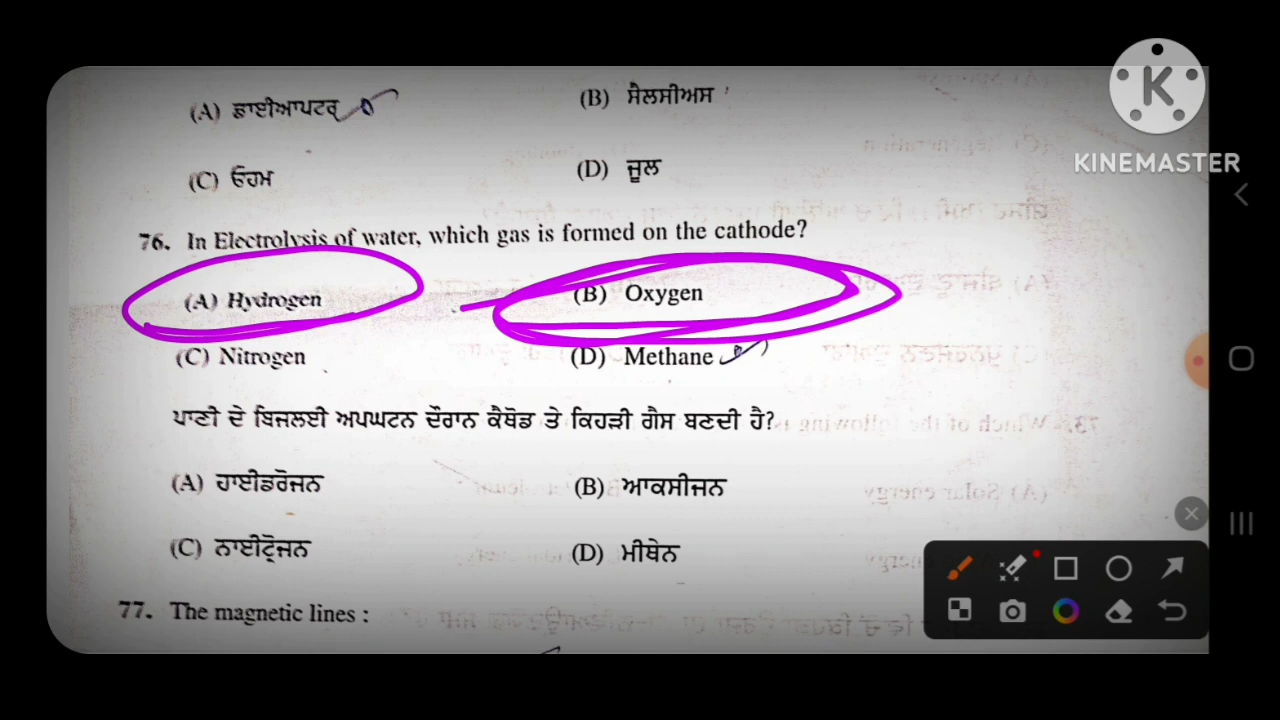 KINEMASTER
(A) ਡਾਈਆਪਟਰ (B) ਸੈਲਸੀਅਸ
(C) ਓਹਮ (D) ਜੂਲ
76. In Electrolysis of water, which gas is formed on the cathode?
(A) Hydrogen (B) Oxygen
(C) Nitrogen (D) Methane
ਪਾਣੀ ਦੇ ਬਿਜਲਈ ਅਪਘਟਨ ਦੌਰਾਨ ਕੈਥੋਡ ਤੇ ਕਿਹੜੀ ਗੈਸ ਬਣਦੀ ਹੈ?
(A) ਹਾਈਡਰੋਜਨ (B) ਆਕਸੀਜਨ
(C) ਨਾਈਟ੍ਰੋਜਨ (D) ਮੀਥੇਨ
77. The magnetic lines :